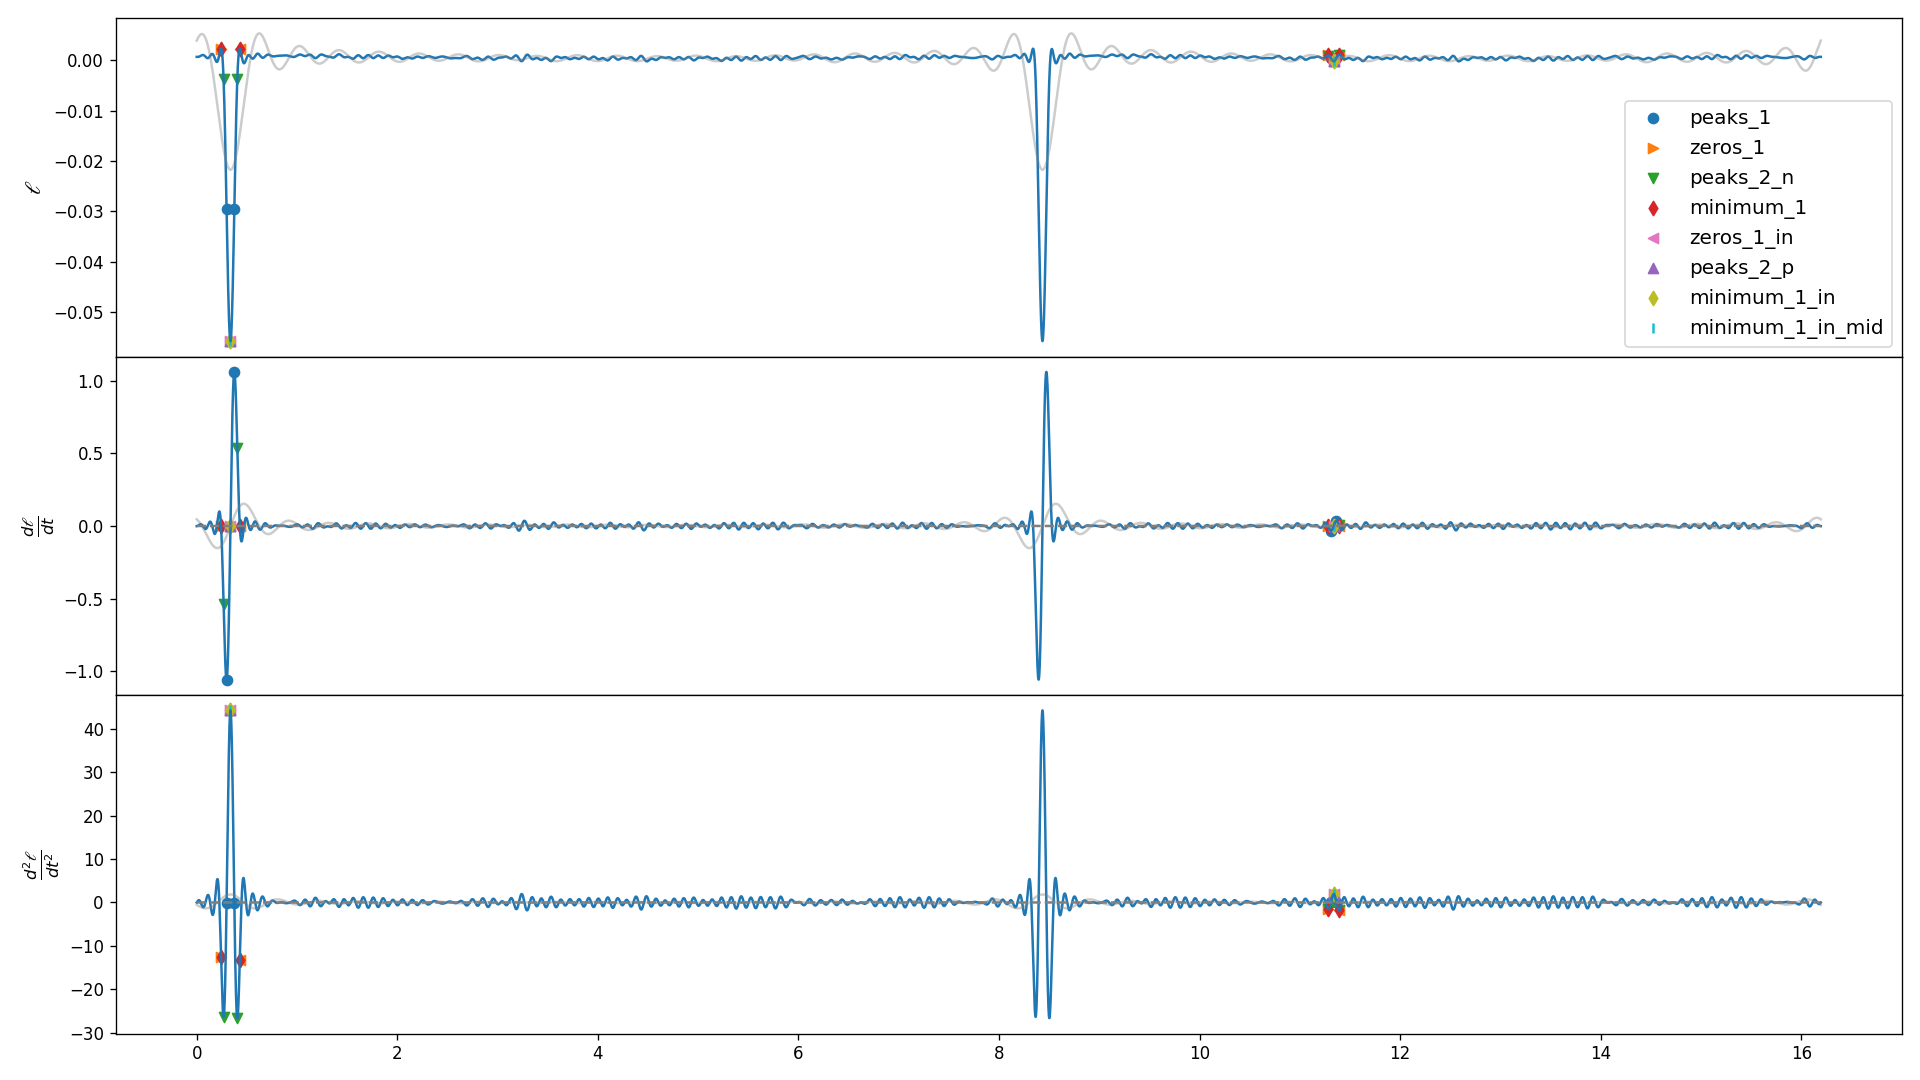 0.00
−0.01
−0.02
−0.03
−0.04
−0.05
ℓ
peaks_1
zeros_1
peaks_2_n
minimum_1
zeros_1_in
peaks_2_p
minimum_1_in
minimum_1_in_mid
1.0
0.5
0.0
−0.5
−1.0
dℓ
dt
40
30
20
10
0
−10
−20
−30
d²ℓ
dt²
0 2 4 6 8 10 12 14 16